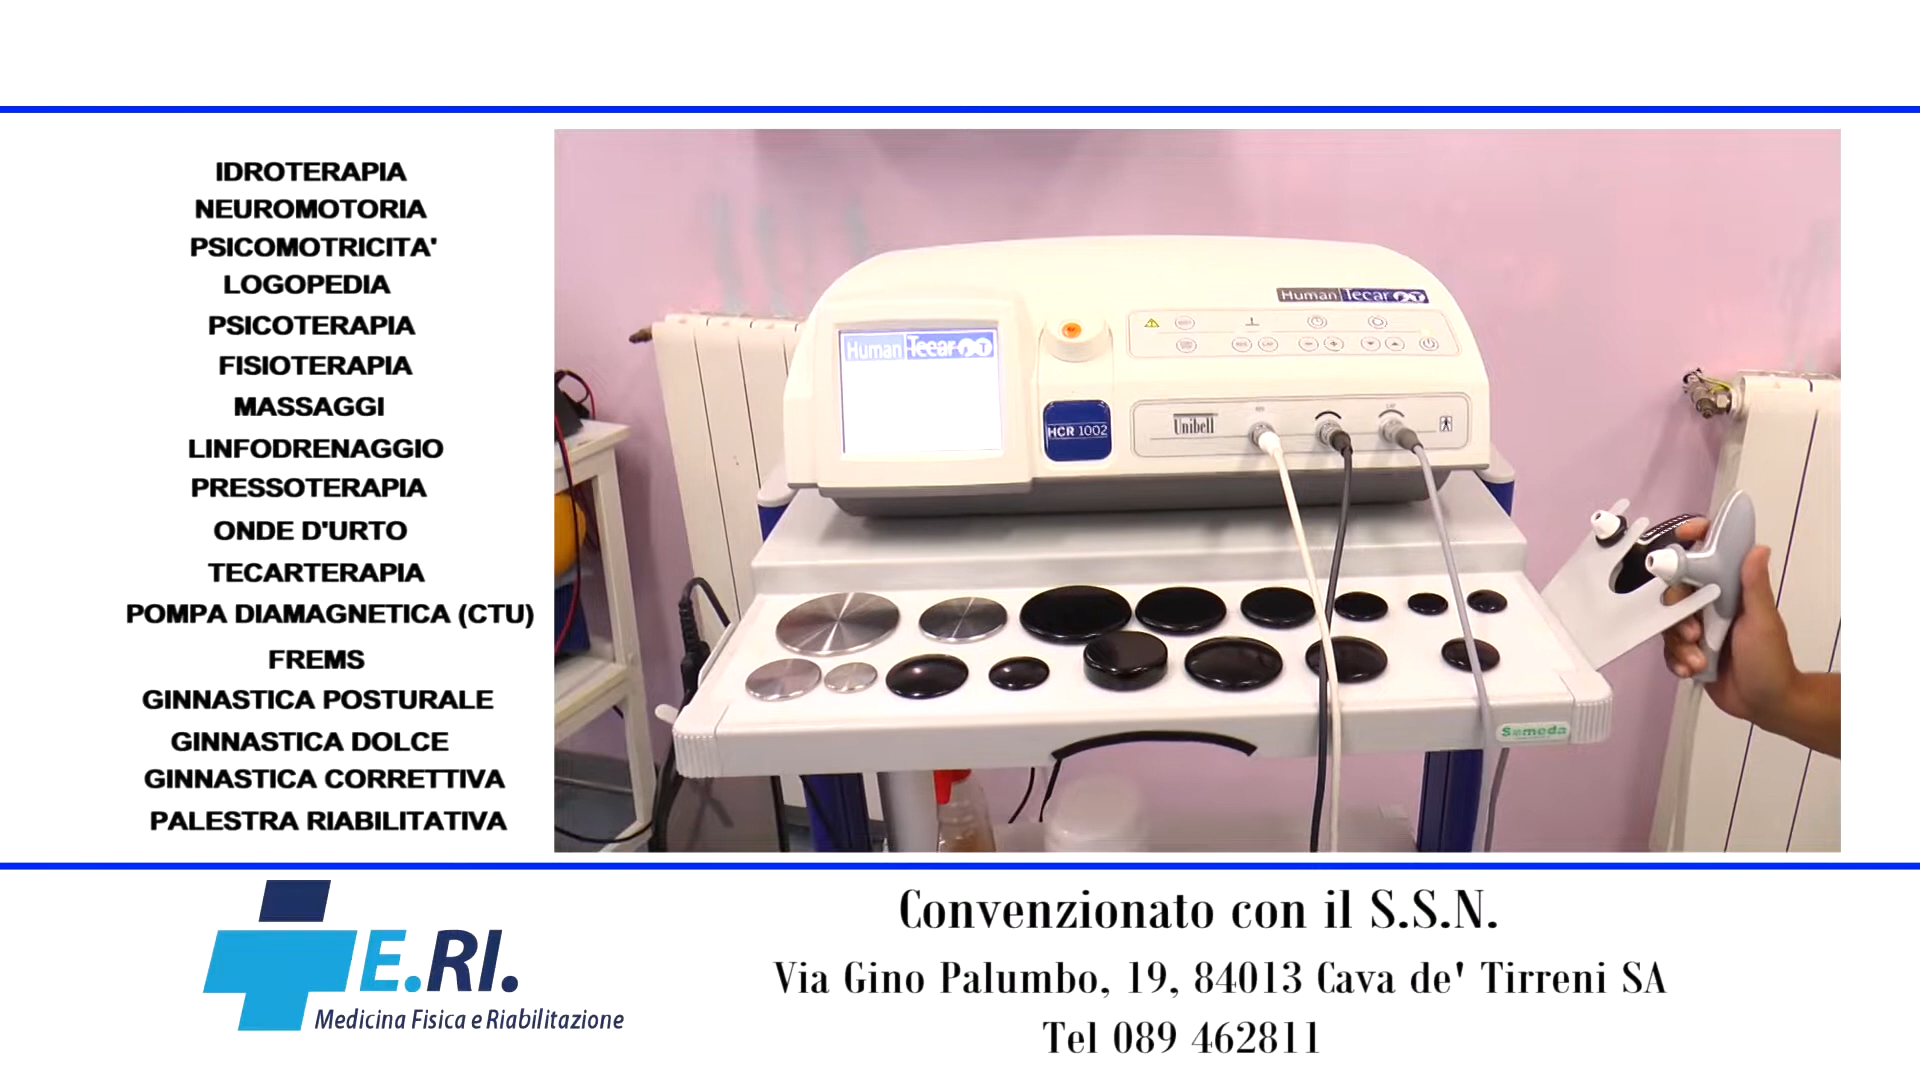 IDROTERAPIA
NEUROMOTORIA
PSICOMOTRICITA'
LOGOPEDIA
PSICOTERAPIA
FISIOTERAPIA
MASSAGGI
LINFODRENAGGIO
PRESSOTERAPIA
ONDE D'URTO
TECARTERAPIA
POMPA DIAMAGNETICA (CTU)
FREMS
GINNASTICA POSTURALE
GINNASTICA DOLCE
GINNASTICA CORRETTIVA
PALESTRA RIABILITATIVA
Human Tecar
Human Tecar
HCR 1002
Unibell
E.RI.
Medicina Fisica e Riabilitazione
Convenzionato con il S.S.N.
Via Gino Palumbo, 19, 84013 Cava de' Tirreni SA
Tel 089 462811